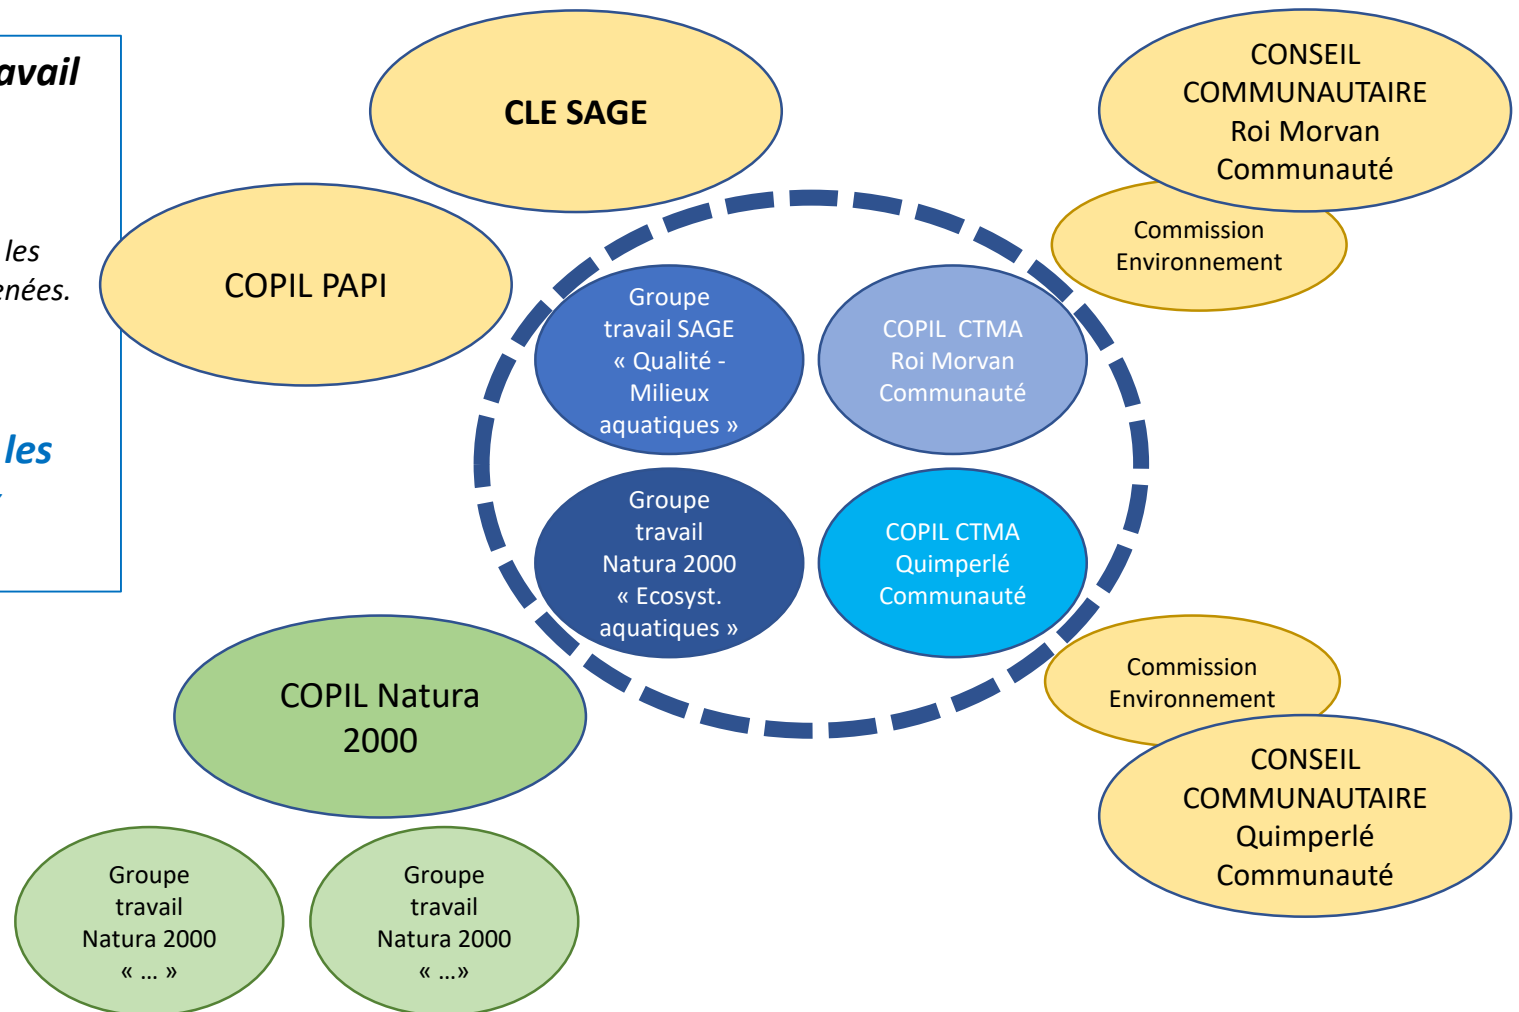 les
CLE SAGE
CONSEIL
COMMUNAUTAIRE
Roi Morvan
Communauté
Commission
Environnement
COPIL PAPI
les
Groupe
travail SAGE
« Qualité -
Milieux
aquatiques »
COPIL CTMA
Roi Morvan
Communauté
Groupe
travail
Natura 2000
« Ecosyst.
aquatiques »
COPIL CTMA
Quimperlé
Communauté
COPIL Natura
2000
Commission
Environnement
CONSEIL
COMMUNAUTAIRE
Quimperlé
Communauté
Groupe
travail
Natura 2000
« ... »
Groupe
travail
Natura 2000
« ...»